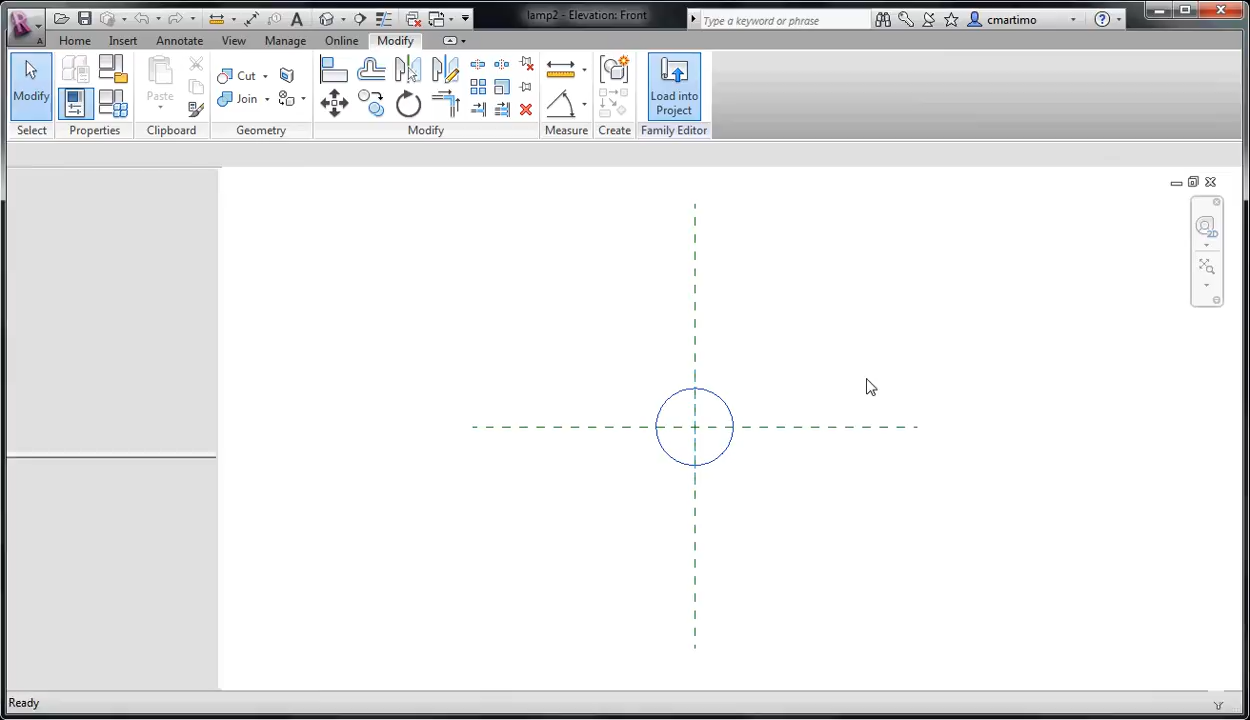 lamp2 - Elevation: Front
Type a keyword or phrase
cmartimo
Home Insert Annotate View Manage Online Modify
Modify
Paste
Cut
Join
Load into
Project
Select Properties Clipboard Geometry Modify Measure Create Family Editor
2D
Ready